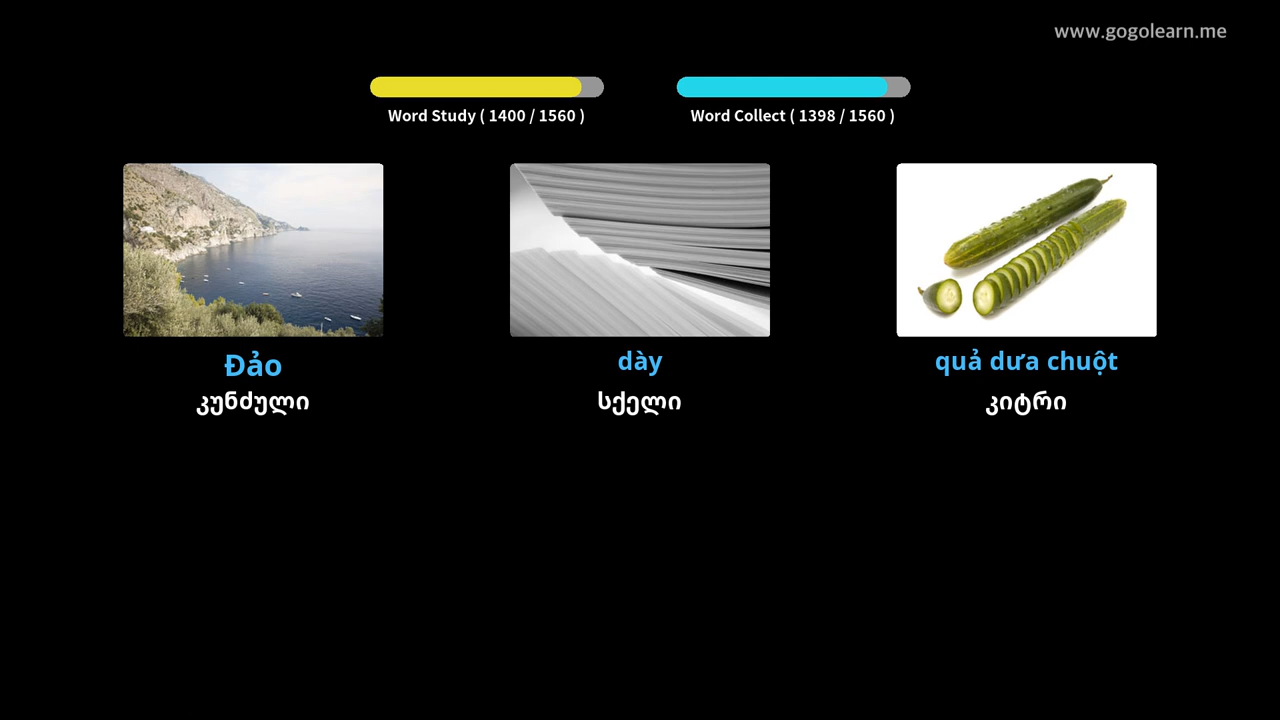 www.gogolearn.me
Word Study ( 1400 / 1560 )
Word Collect ( 1398 / 1560 )
Đảo
dày
quả dưa chuột
კუნძული
სქელი
კიტრი